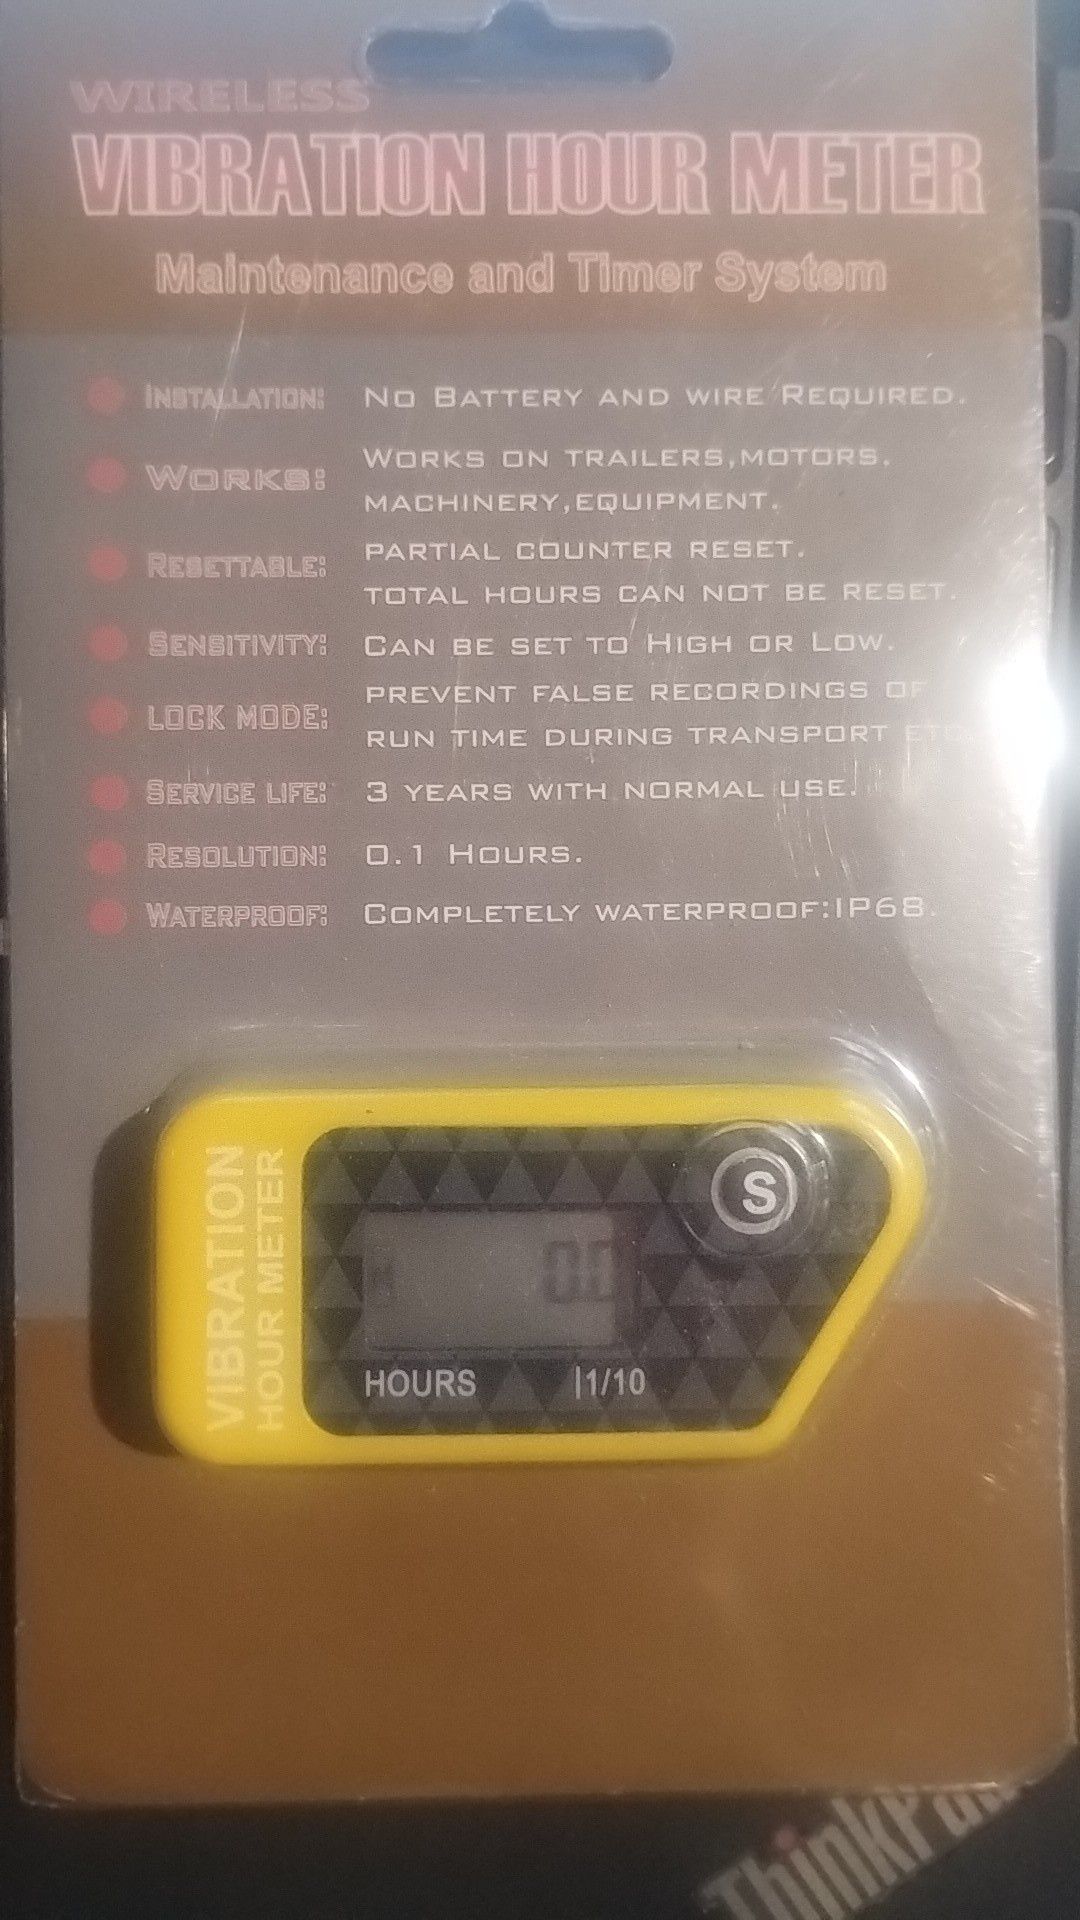 WIRELESS
VIBRATION HOUR METER
Maintenance and Timer System
INSTALLATION: NO BATTERY AND WIRE REQUIRED.
WORKS: WORKS ON TRAILERS,MOTORS.
MACHINERY,EQUIPMENT.
RESETTABLE: PARTIAL COUNTER RESET.
TOTAL HOURS CAN NOT BE RESET.
SENSITIVITY: CAN BE SET TO HIGH OR LOW.
LOCK MODE: PREVENT FALSE RECORDINGS OF
RUN TIME DURING TRANSPORT ETC
SERVICE LIFE: 3 YEARS WITH NORMAL USE.
RESOLUTION: 0.1 HOURS.
WATERPROOF: COMPLETELY WATERPROOF:IP68.
VIBRATION
HOUR METER
S
H 0.0
HOURS 1/10